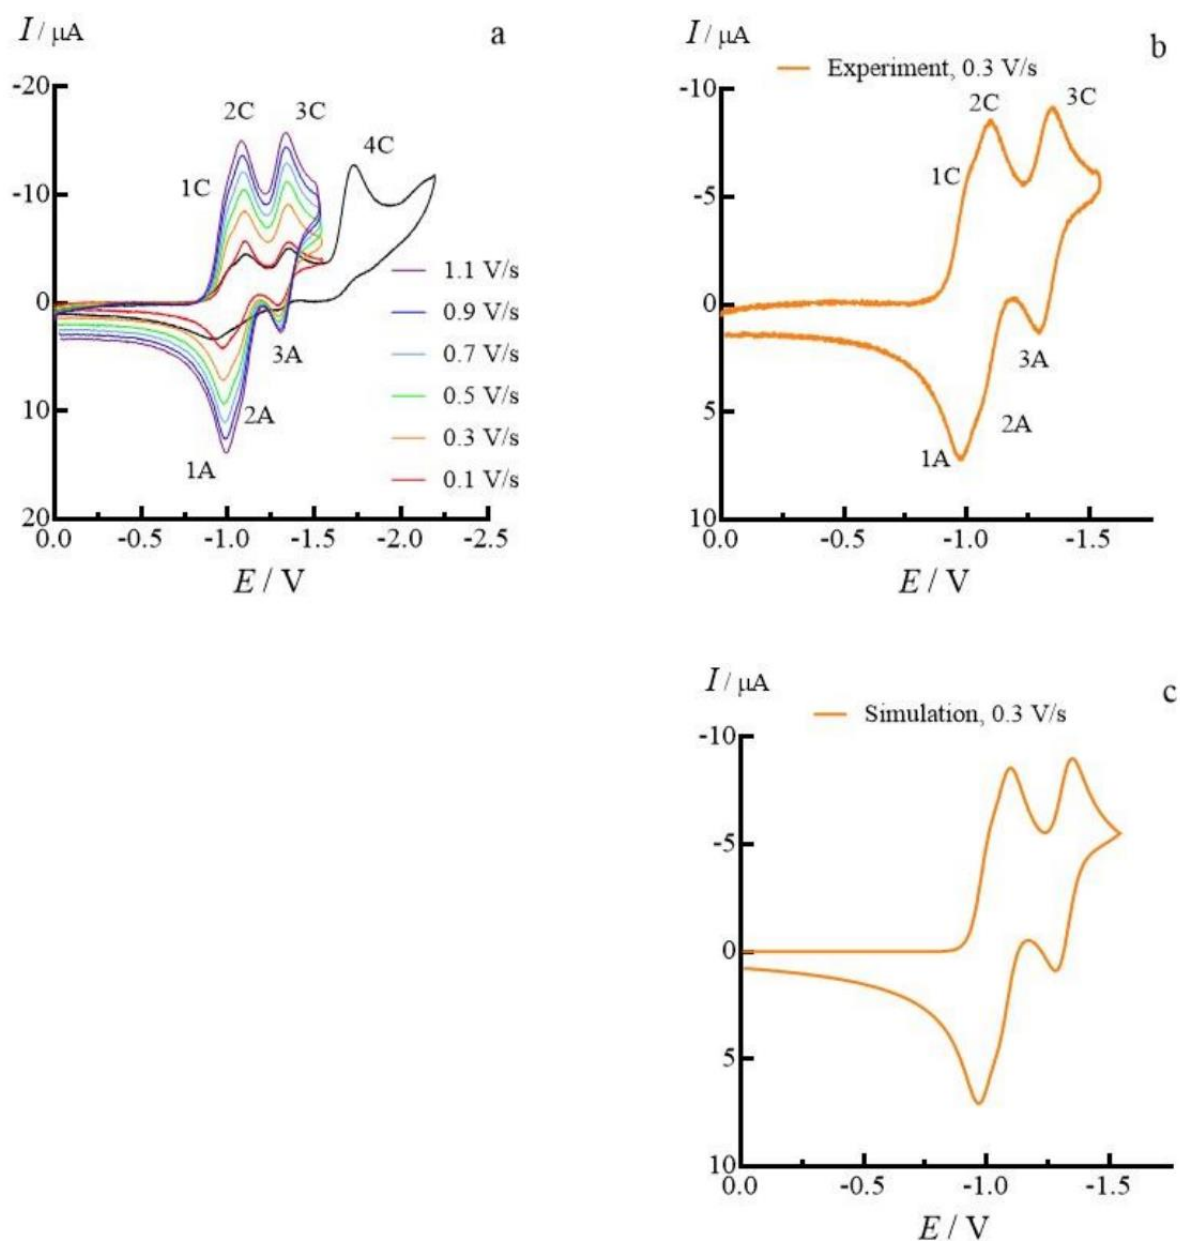 I / µA
a
-20
2C
3C
4C
-10
1C
1.1 V/s
0
0.9 V/s
0.7 V/s
3A
0.5 V/s
2A
10
0.3 V/s
1A
0.1 V/s
20
0.0
-0.5
-1.0
-1.5
-2.0
-2.5
E / V
I / µA
b
Experiment, 0.3 V/s
-10
2C
3C
1C
-5
0
3A
5
2A
1A
10
0.0
-0.5
-1.0
-1.5
E / V
I / µA
c
Simulation, 0.3 V/s
-10
-5
0
5
10
0.0
-0.5
-1.0
-1.5
E / V